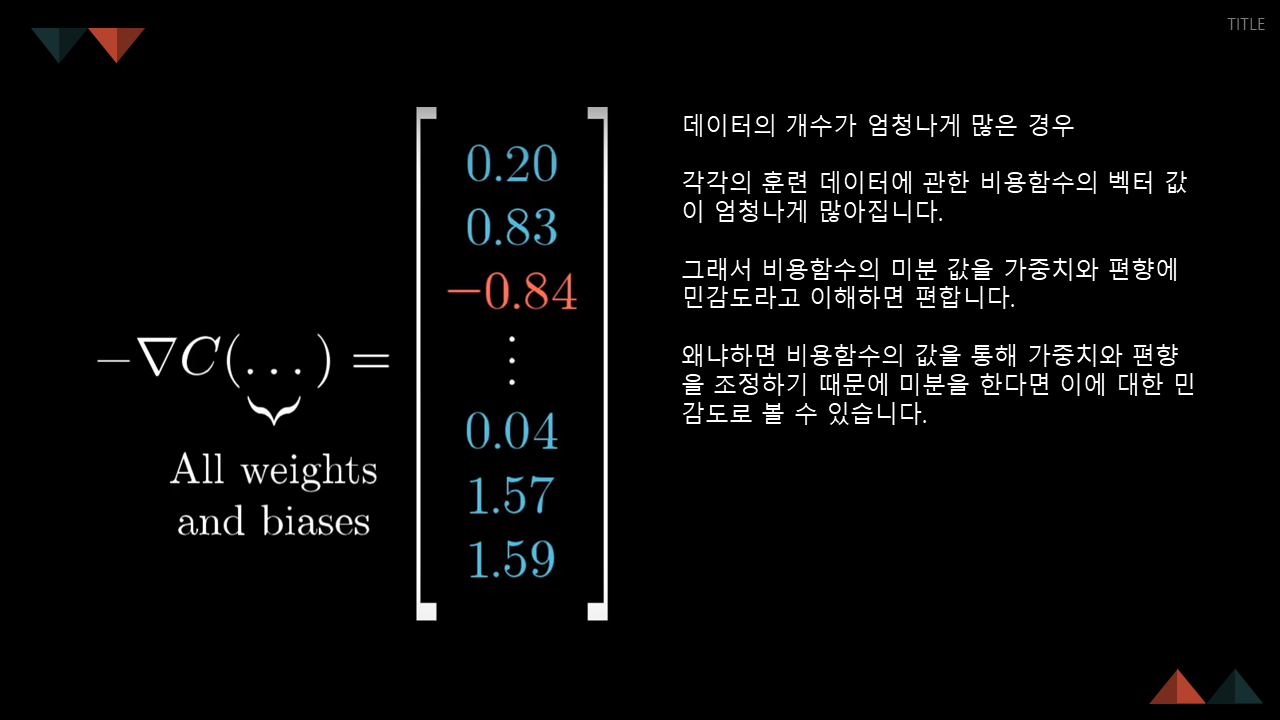 TITLE
0.20
0.83
−0.84
⋮
0.04
1.57
1.59
−∇C(...) =
All weights
and biases
데이터의 개수가 엄청나게 많은 경우
각각의 훈련 데이터에 관한 비용함수의 벡터 값
이 엄청나게 많아집니다.
그래서 비용함수의 미분 값을 가중치와 편향에
민감도라고 이해하면 편합니다.
왜냐하면 비용함수의 값을 통해 가중치와 편향
을 조정하기 때문에 미분을 한다면 이에 대한 민
감도로 볼 수 있습니다.